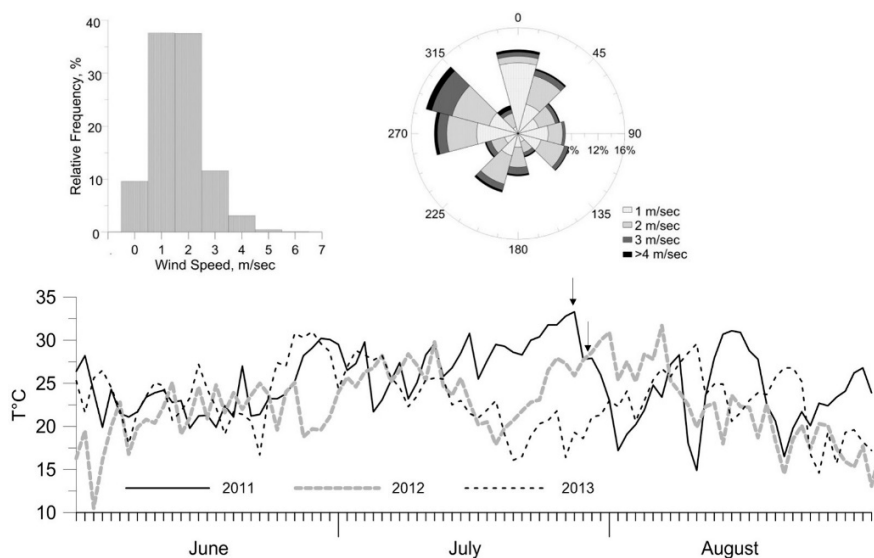 Relative Frequency, %
40
30
20
10
0
0 1 2 3 4 5 6 7
Wind Speed, m/sec
0
45
90
135
180
225
270
315
12% 16%
1 m/sec
2 m/sec
3 m/sec
>4 m/sec
T°C
35
30
25
20
15
10
2011 2012 2013
June July August